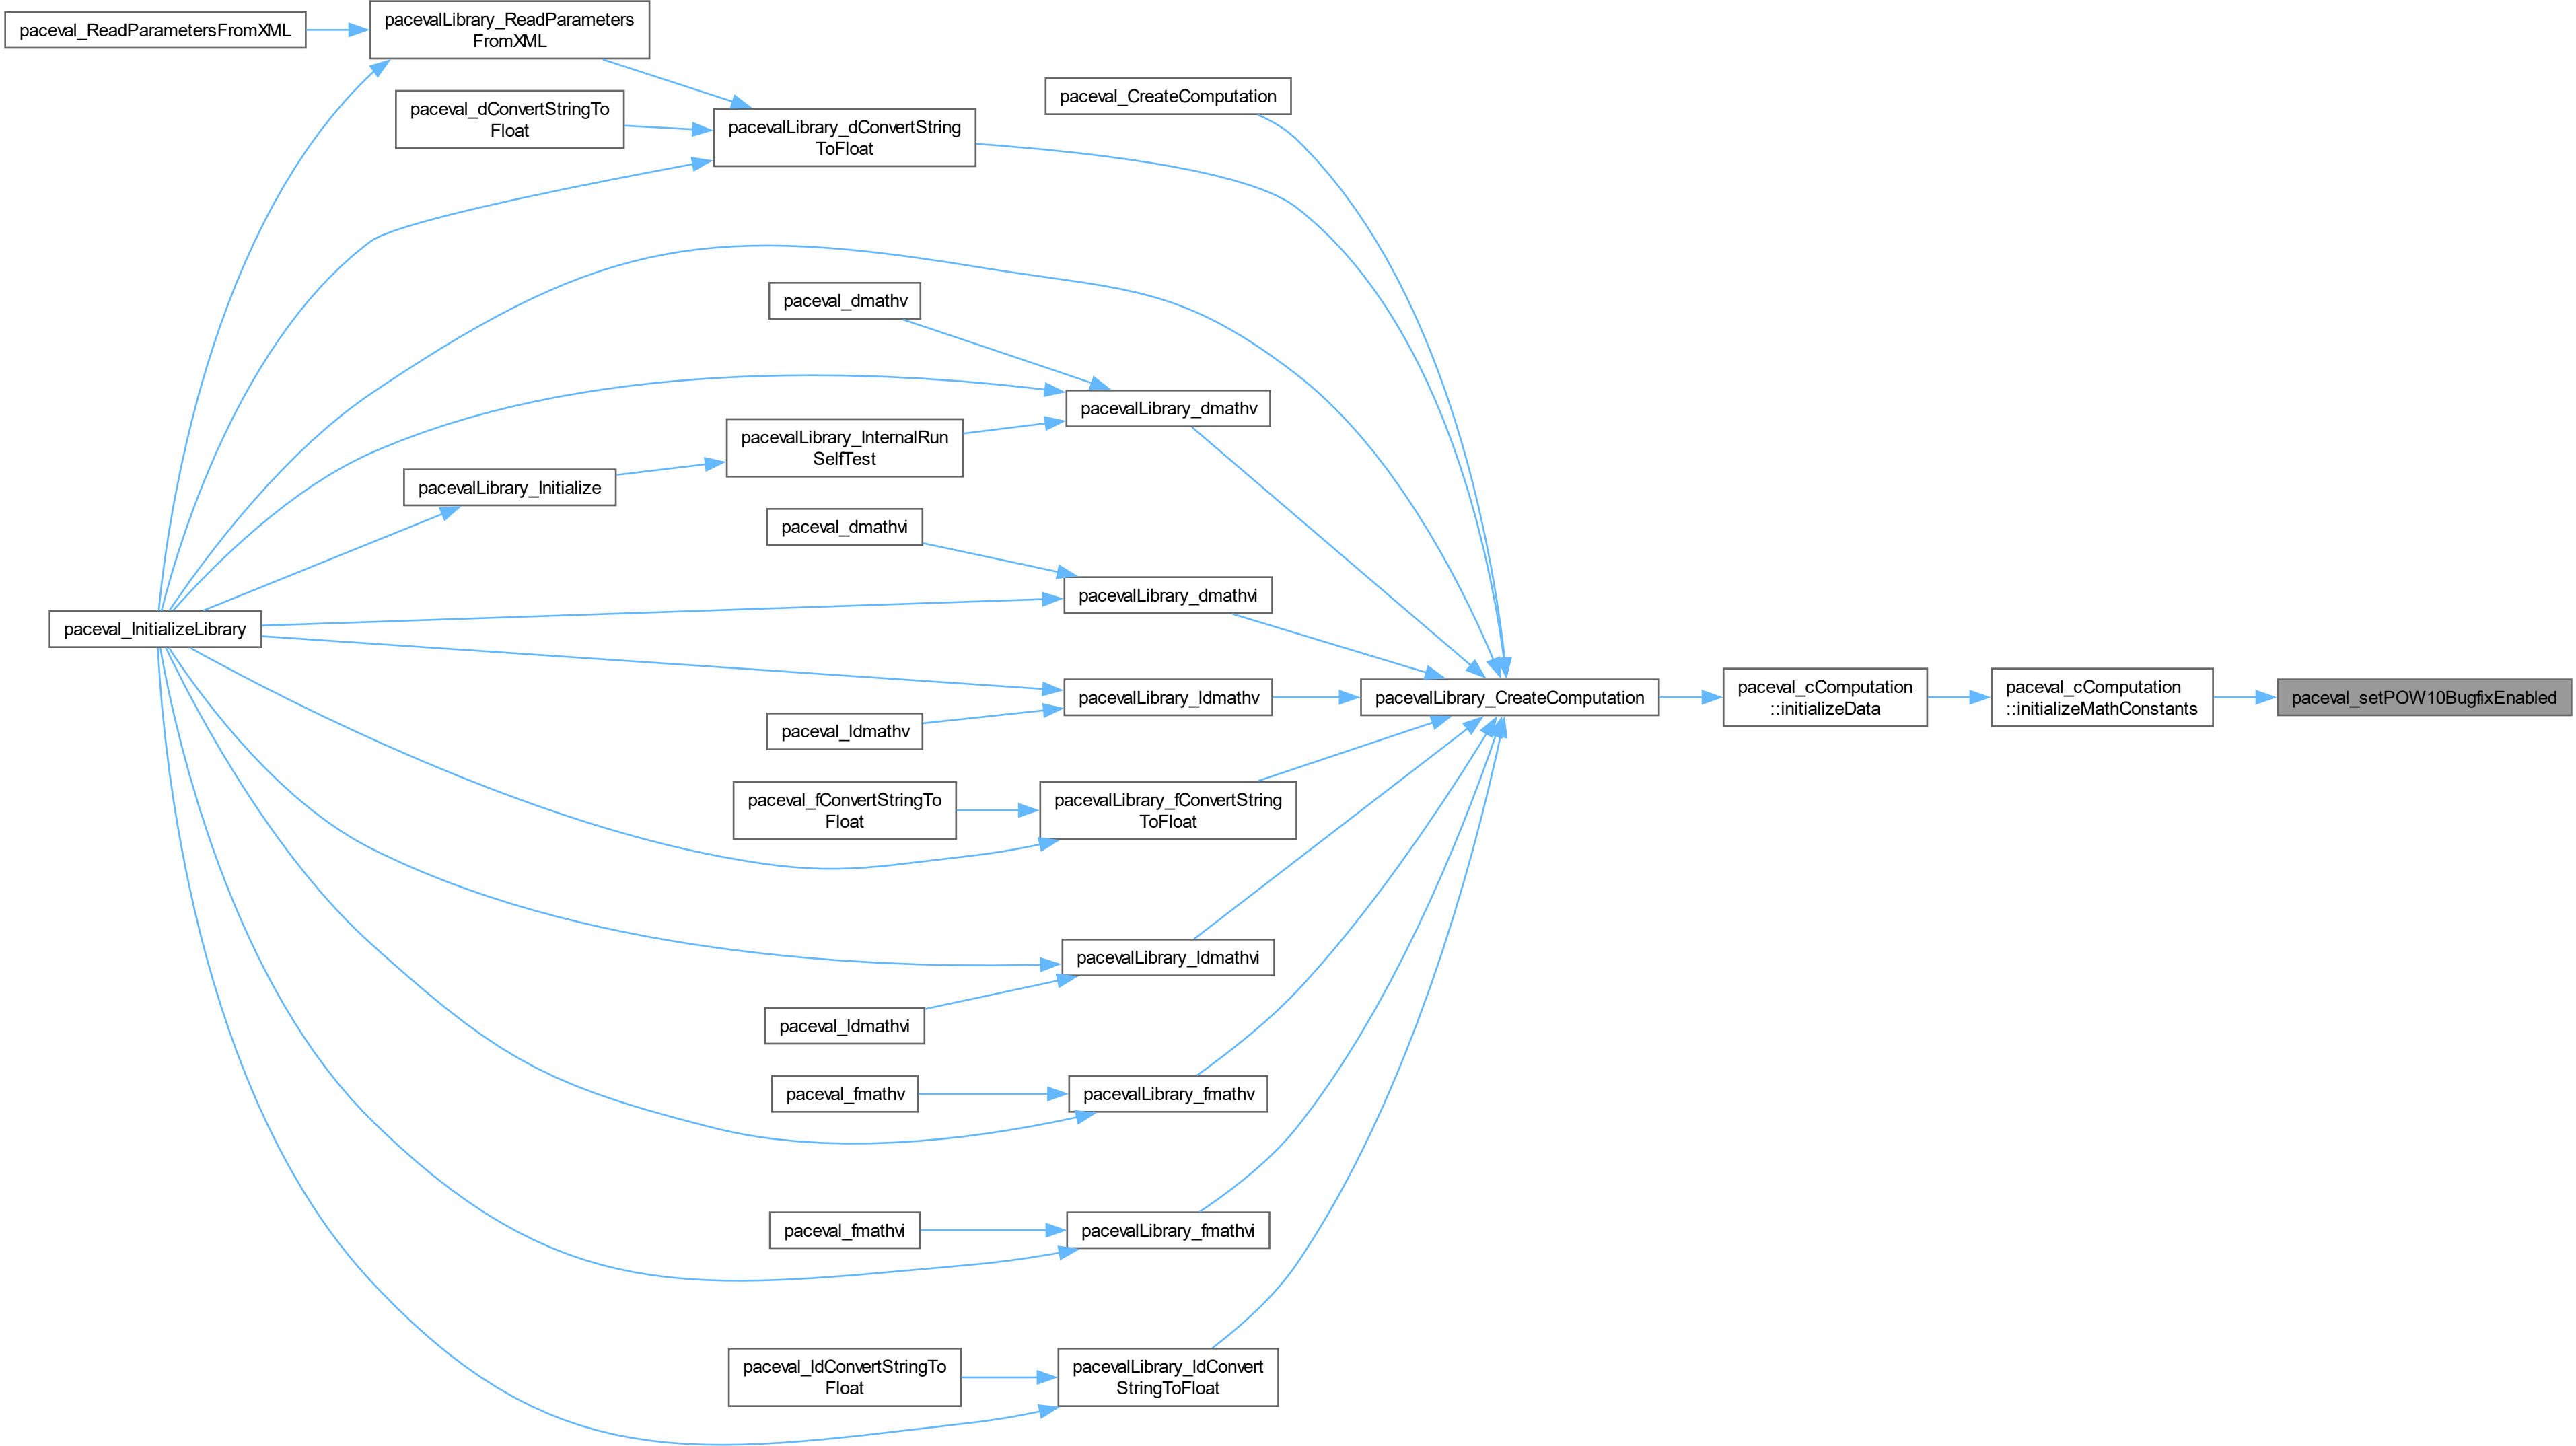 paceval_ReadParametersFromXML
pacevalLibrary_ReadParameters
FromXML
paceval_dConvertStringTo
Float
pacevalLibrary_dConvertString
ToFloat
paceval_CreateComputation
paceval_dmathv
pacevalLibrary_dmathv
pacevalLibrary_InternalRun
SelfTest
pacevalLibrary_Initialize
paceval_dmathvi
pacevalLibrary_dmathvi
paceval_InitializeLibrary
pacevalLibrary_ldmathv
paceval_ldmathv
pacevalLibrary_CreateComputation
paceval_cComputation
::initializeData
paceval_cComputation
::initializeMathConstants
paceval_setPOW10BugfixEnabled
paceval_fConvertStringTo
Float
pacevalLibrary_fConvertString
ToFloat
pacevalLibrary_ldmathvi
paceval_ldmathvi
paceval_fmathv
pacevalLibrary_fmathv
paceval_fmathvi
pacevalLibrary_fmathvi
paceval_ldConvertStringTo
Float
pacevalLibrary_ldConvert
StringToFloat